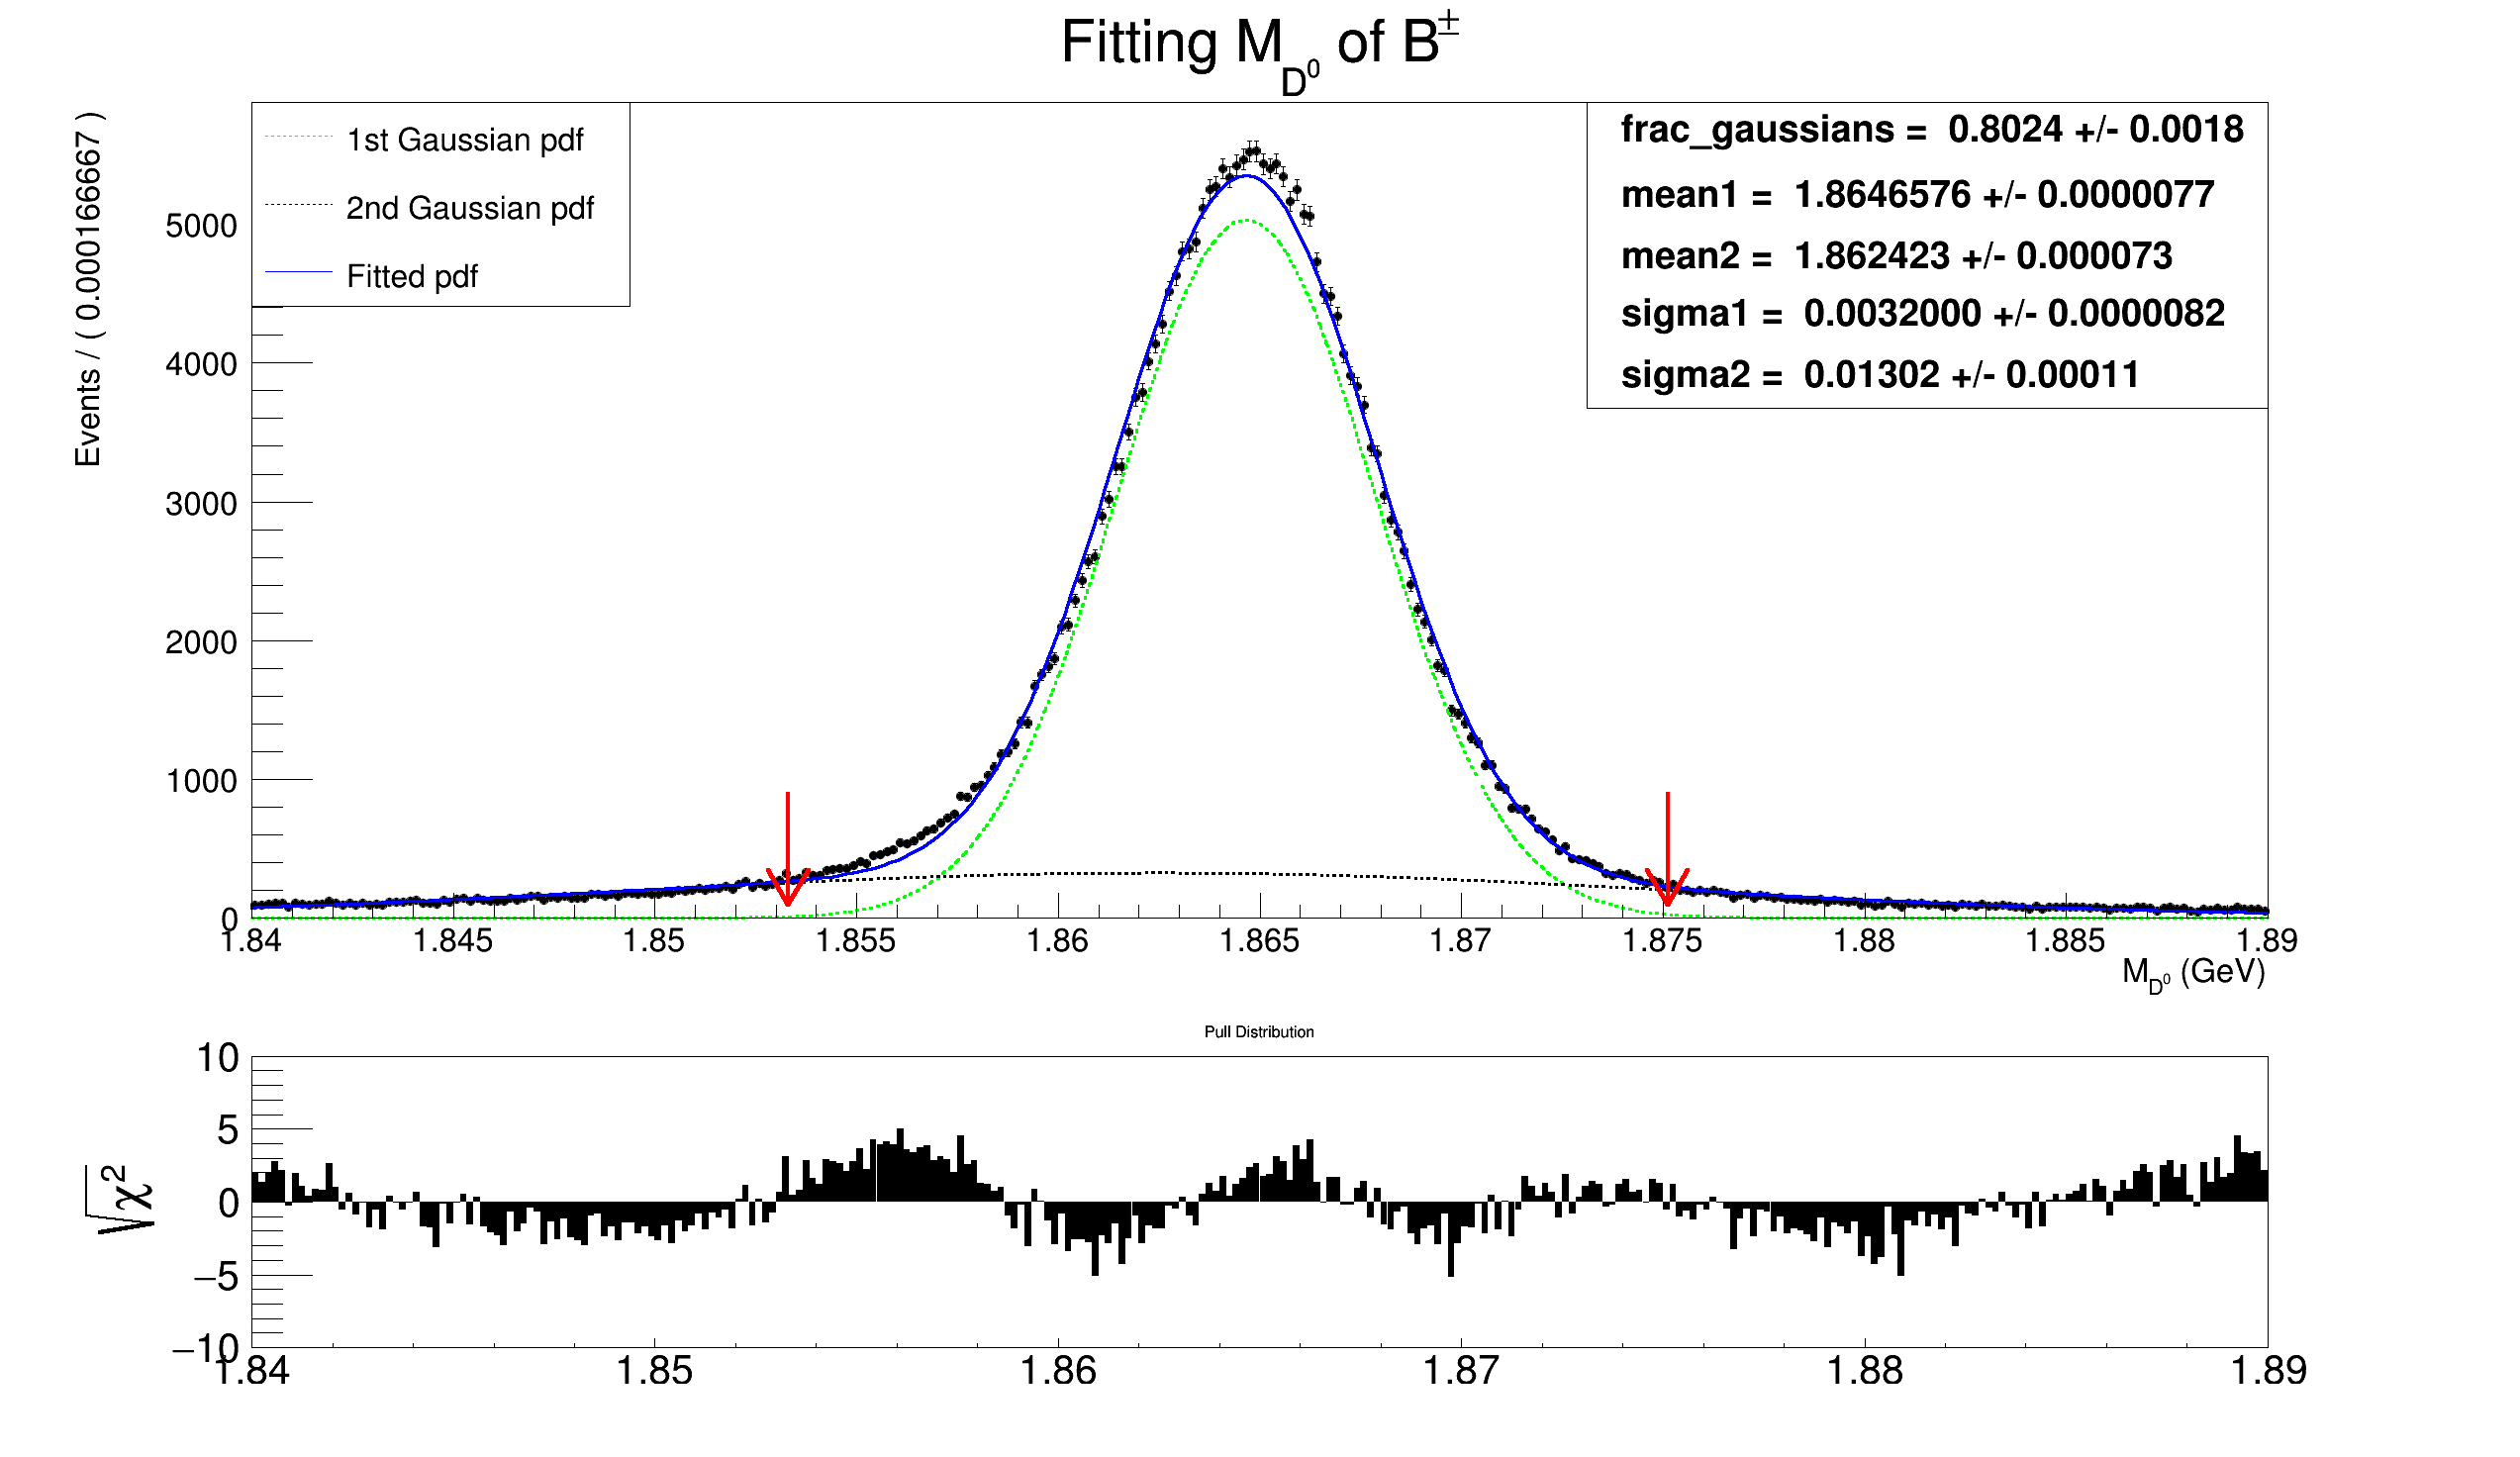 Fitting M_D⁰ of B±
Events / ( 0.000166667 )
1st Gaussian pdf
2nd Gaussian pdf
Fitted pdf
frac_gaussians = 0.8024 +/- 0.0018
mean1 = 1.8646576 +/- 0.0000077
mean2 = 1.862423 +/- 0.000073
sigma1 = 0.0032000 +/- 0.0000082
sigma2 = 0.01302 +/- 0.00011
5000
4000
3000
2000
1000
0
1.84 1.845 1.85 1.855 1.86 1.865 1.87 1.875 1.88 1.885 1.89
M_D⁰ (GeV)
Pull Distribution
√χ²
10
5
0
−5
−10
1.84 1.85 1.86 1.87 1.88 1.89